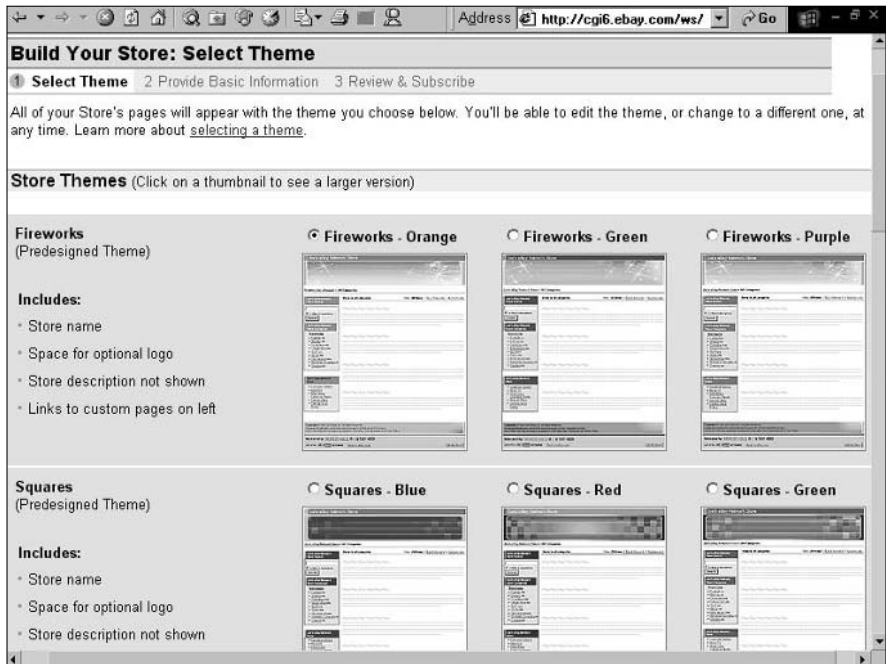 Address http://cgi6.ebay.com/ws/ Go
Build Your Store: Select Theme
1 Select Theme 2 Provide Basic Information 3 Review & Subscribe
All of your Store's pages will appear with the theme you choose below. You'll be able to edit the theme, or change to a different one, at
any time. Learn more about selecting a theme.
Store Themes (Click on a thumbnail to see a larger version)
Fireworks
(Predesigned Theme)
Includes:
Store name
Space for optional logo
Store description not shown
Links to custom pages on left
Fireworks - Orange
Fireworks - Green
Fireworks - Purple
Squares
(Predesigned Theme)
Includes:
Store name
Space for optional logo
Store description not shown
Squares - Blue
Squares - Red
Squares - Green